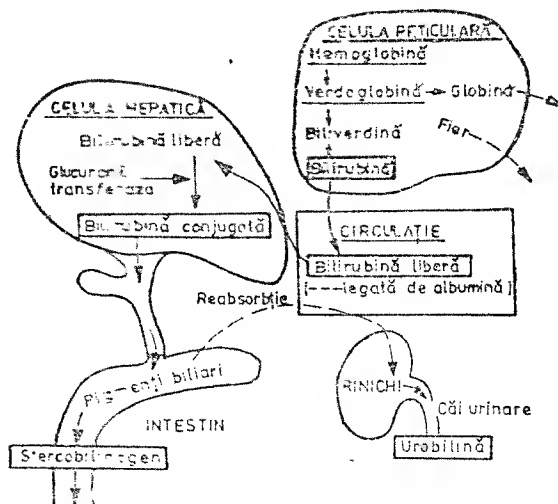 CELULA RETICULARĂ
Hemoglobină
Verdoglobină → Globină
Biliverdină
Fier
Bilirubină
CELULA HEPATICĂ
Bilirubină liberă
Glucuronil
transferaza
Bilirubină conjugată
CIRCULAȚIE
Bilirubină liberă
(---legată de albumină)
Reabsorbție
Pigmenți biliari
INTESTIN
Stercobilinogen
RINICHI
Căi urinare
Urobilină